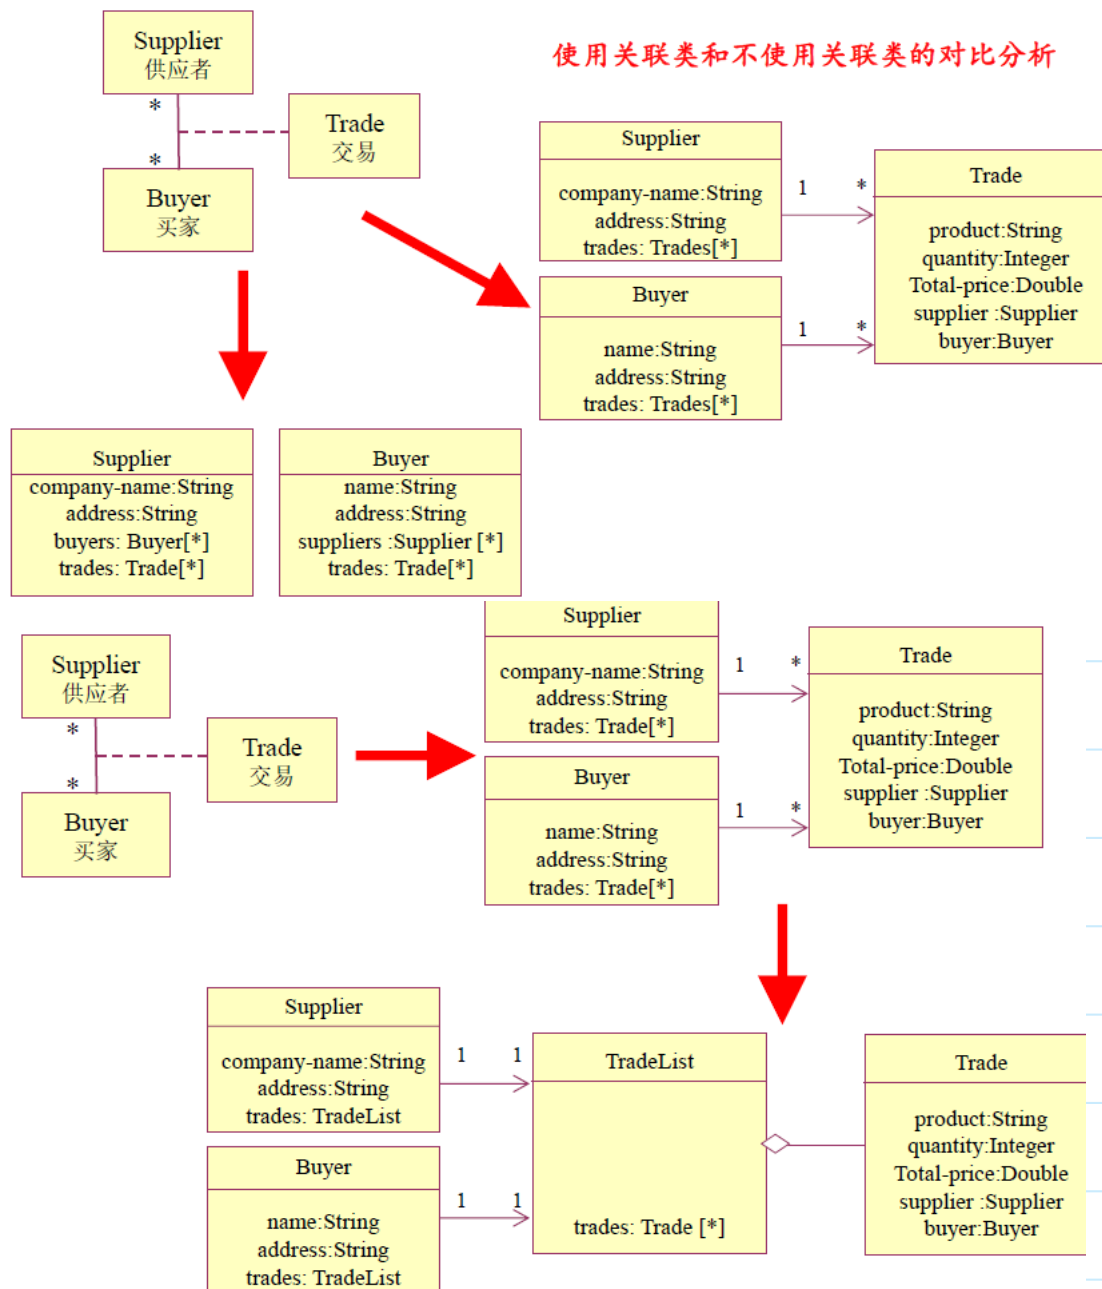 使用关联类和不使用关联类的对比分析
Supplier
供应者
*
*
Trade
交易
Buyer
买家
Supplier
company-name:String
address:String
trades: Trades[*]
1
*
Buyer
name:String
address:String
trades: Trades[*]
1
*
Trade
product:String
quantity:Integer
Total-price:Double
supplier :Supplier
buyer:Buyer
Supplier
company-name:String
address:String
buyers: Buyer[*]
trades: Trade[*]
Buyer
name:String
address:String
suppliers :Supplier [*]
trades: Trade[*]
Supplier
供应者
*
*
Trade
交易
Buyer
买家
Supplier
company-name:String
address:String
trades: Trade[*]
1
*
Buyer
name:String
address:String
trades: Trade[*]
1
*
Trade
product:String
quantity:Integer
Total-price:Double
supplier :Supplier
buyer:Buyer
Supplier
company-name:String
address:String
trades: TradeList
1
1
Buyer
name:String
address:String
trades: TradeList
1
1
TradeList
trades: Trade [*]
Trade
product:String
quantity:Integer
Total-price:Double
supplier :Supplier
buyer:Buyer